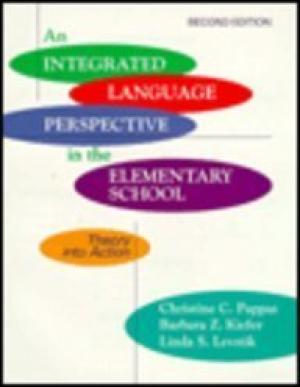 SECOND EDITION
An
INTEGRATED
LANGUAGE
PERSPECTIVE
in the
ELEMENTARY
SCHOOL
Theory
into Action
Christine C. Pappas
Barbara Z. Kiefer
Linda S. Levstik